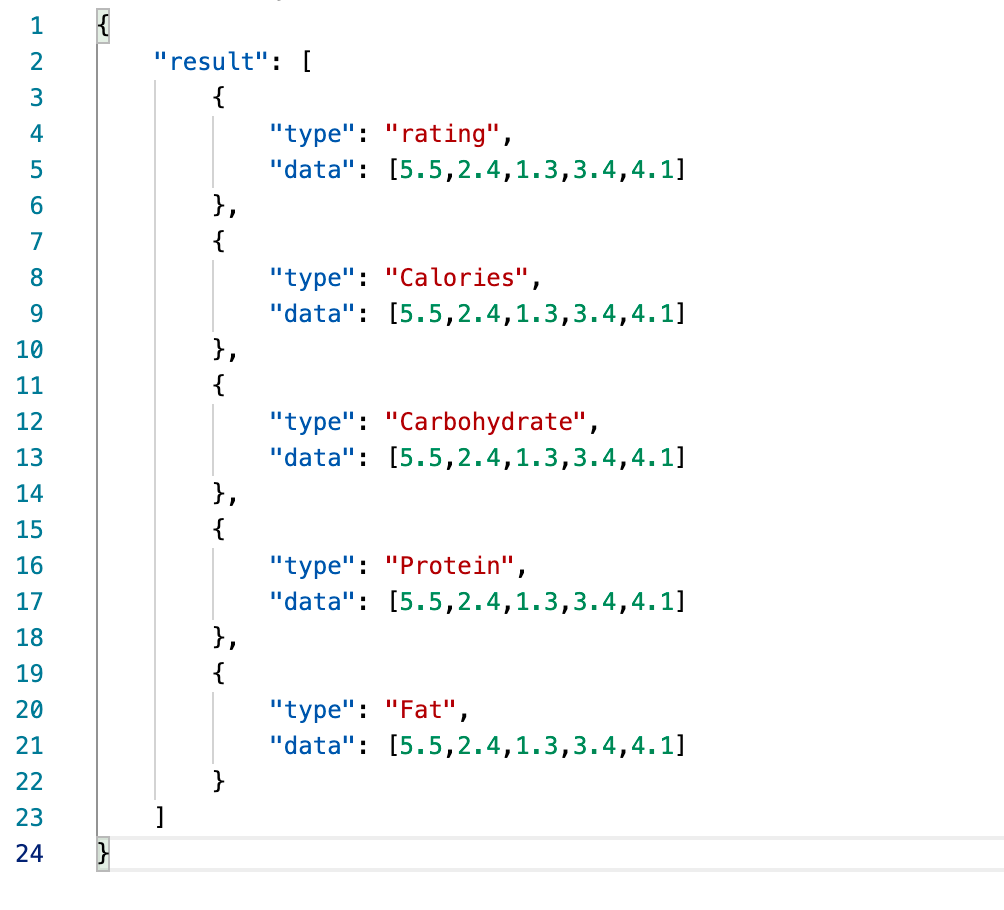 1 {
2     "result": [
3         {
4             "type": "rating",
5             "data": [5.5,2.4,1.3,3.4,4.1]
6         },
7         {
8             "type": "Calories",
9             "data": [5.5,2.4,1.3,3.4,4.1]
10         },
11         {
12             "type": "Carbohydrate",
13             "data": [5.5,2.4,1.3,3.4,4.1]
14         },
15         {
16             "type": "Protein",
17             "data": [5.5,2.4,1.3,3.4,4.1]
18         },
19         {
20             "type": "Fat",
21             "data": [5.5,2.4,1.3,3.4,4.1]
22         }
23     ]
24 }